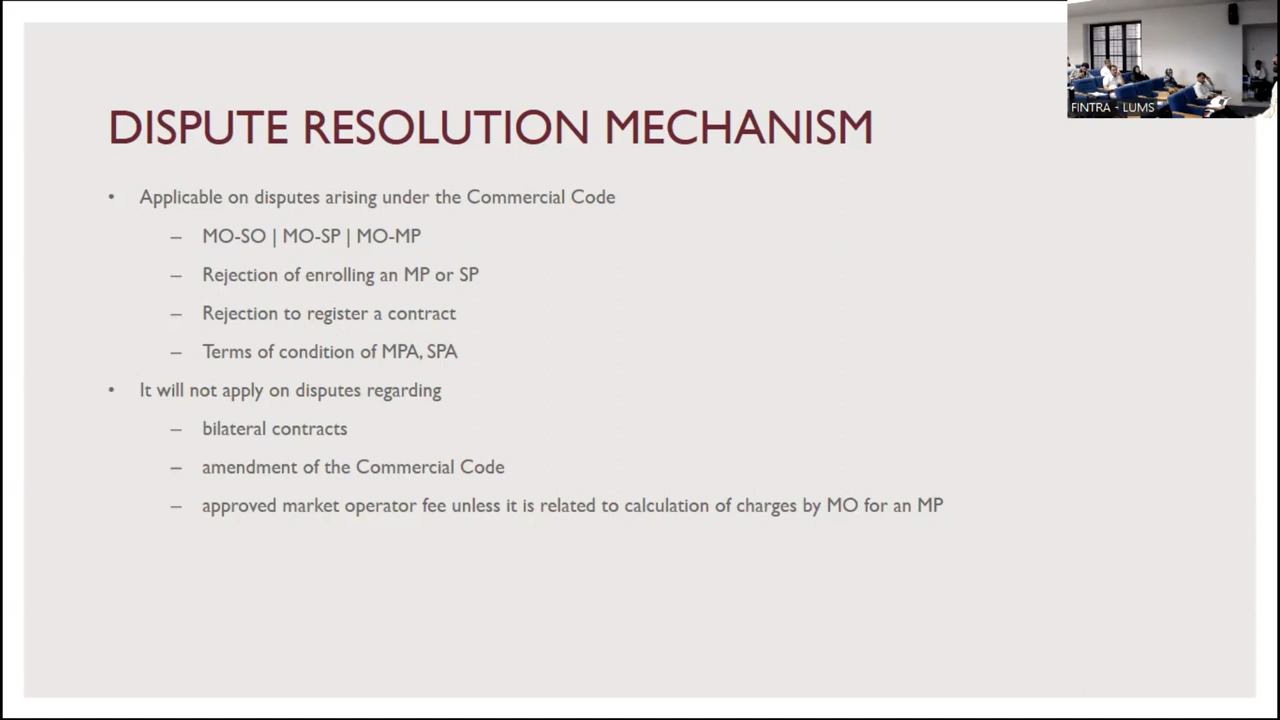 FINTRA - LUMS
DISPUTE RESOLUTION MECHANISM
• Applicable on disputes arising under the Commercial Code
– MO-SO | MO-SP | MO-MP
– Rejection of enrolling an MP or SP
– Rejection to register a contract
– Terms of condition of MPA, SPA
• It will not apply on disputes regarding
– bilateral contracts
– amendment of the Commercial Code
– approved market operator fee unless it is related to calculation of charges by MO for an MP